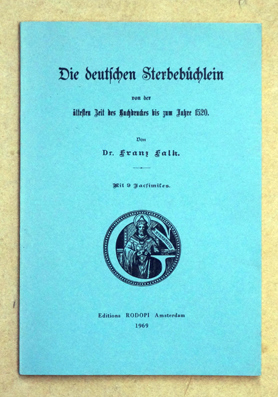 Die deutſchen Sterbebüchlein
von der
älteſten Zeit des Buchdruckes bis zum Jahre 1520.
Von
Dr. Franz Falk.
Mit 9 Facſimiles.
Editions RODOPI Amsterdam
1969